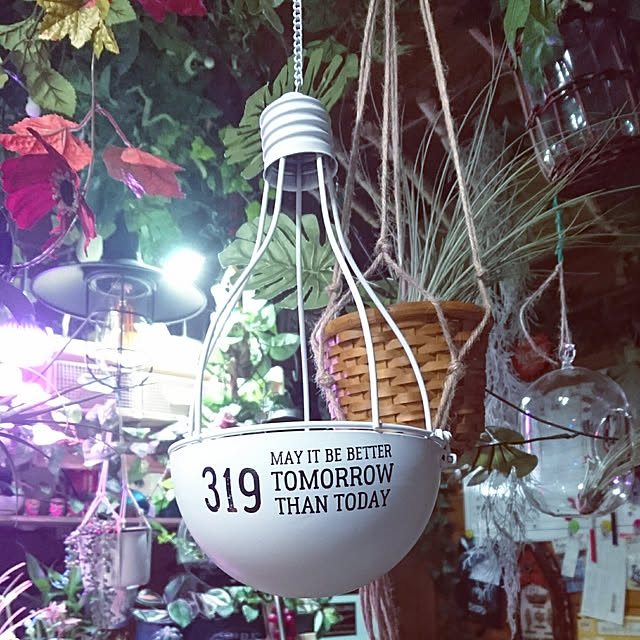 319
MAY IT BE BETTER
TOMORROW
THAN TODAY